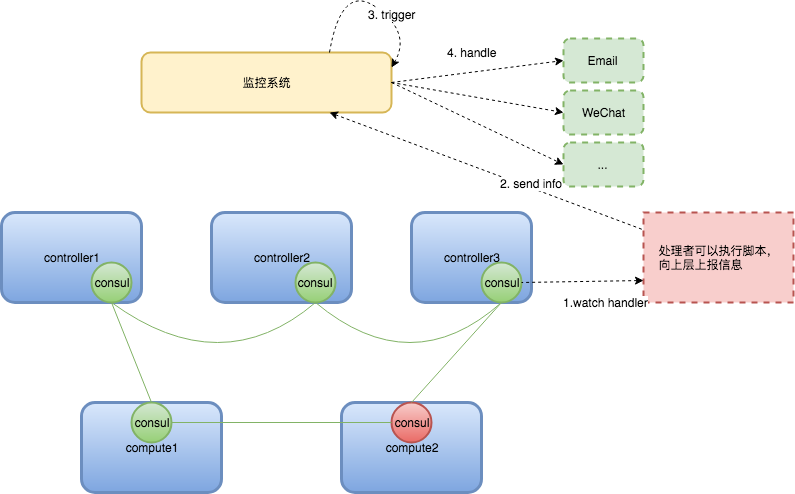 3. trigger
监控系统
4. handle
Email
WeChat
...
2. send info
处理者可以执行脚本,
向上层上报信息
controller1
consul
controller2
consul
controller3
consul
1.watch handler
consul
compute1
consul
compute2